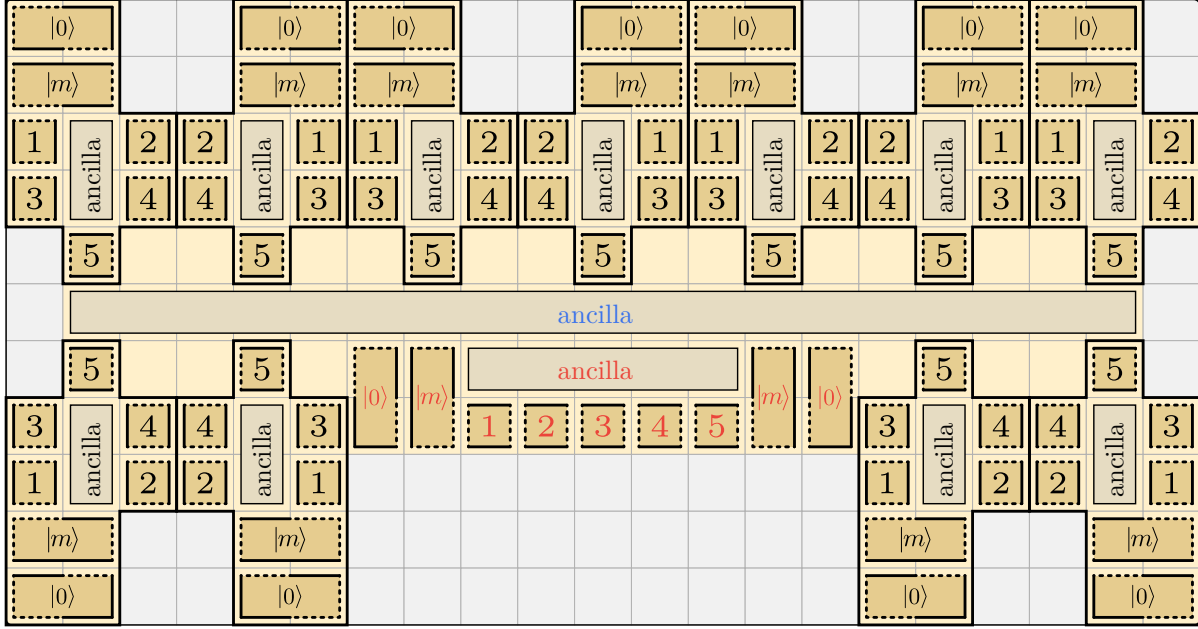 |0⟩ |0⟩ |0⟩ |0⟩ |0⟩ |0⟩ |0⟩
|m⟩ |m⟩ |m⟩ |m⟩ |m⟩ |m⟩ |m⟩
1 ancilla 2 2 ancilla 1 1 ancilla 2 2 ancilla 1 1 ancilla 2 2 ancilla 1 1 ancilla 2
3 4 4 3 3 4 4 3 3 4 4 3 3 4
5 5 5 5 5 5 5
ancilla
5 5 ancilla 5 5
|0⟩ |m⟩ |m⟩ |0⟩
3 ancilla 4 4 ancilla 3 1 2 3 4 5 3 ancilla 4 4 ancilla 3
1 2 2 1 1 2 2 1
|m⟩ |m⟩ |m⟩ |m⟩
|0⟩ |0⟩ |0⟩ |0⟩